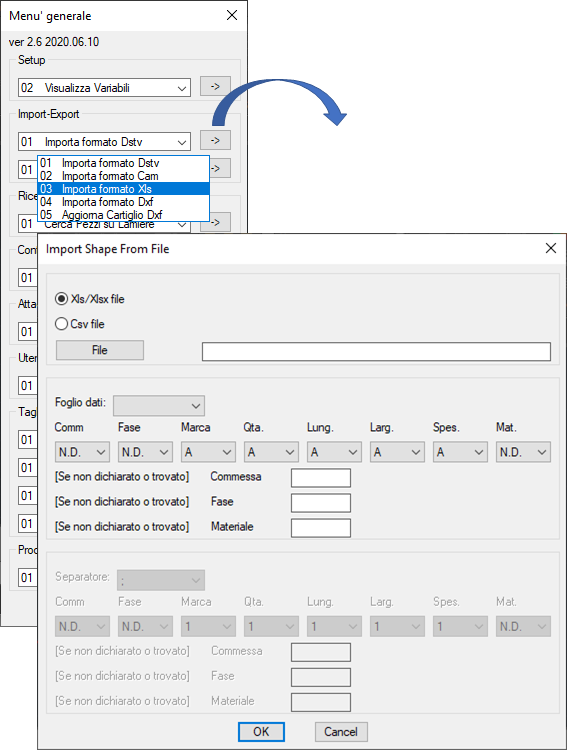 Menu' generale
ver 2.6 2020.06.10
Setup
02 Visualizza Variabili ->
Import-Export
01 Importa formato Dstv ->
01 ->
01 Importa formato Dstv
02 Importa formato Cam
03 Importa formato Xls
04 Importa formato Dxf
05 Aggiorna Cartiglio Dxf
Rice
01 Cerca Pezzi su Lamiere ->
Conf
01
Atta
01
Uten
01
Tag
01
01
01
Proc
01
Import Shape From File
Xls/Xlsx file
Csv file
File
Foglio dati:
Comm Fase Marca Qta. Lung. Larg. Spes. Mat.
N.D. N.D. A A A A A N.D.
[Se non dichiarato o trovato] Commessa
[Se non dichiarato o trovato] Fase
[Se non dichiarato o trovato] Materiale
Separatore: ;
Comm Fase Marca Qta. Lung. Larg. Spes. Mat.
N.D. N.D. 1 1 1 1 1 N.D.
[Se non dichiarato o trovato] Commessa
[Se non dichiarato o trovato] Fase
[Se non dichiarato o trovato] Materiale
OK Cancel